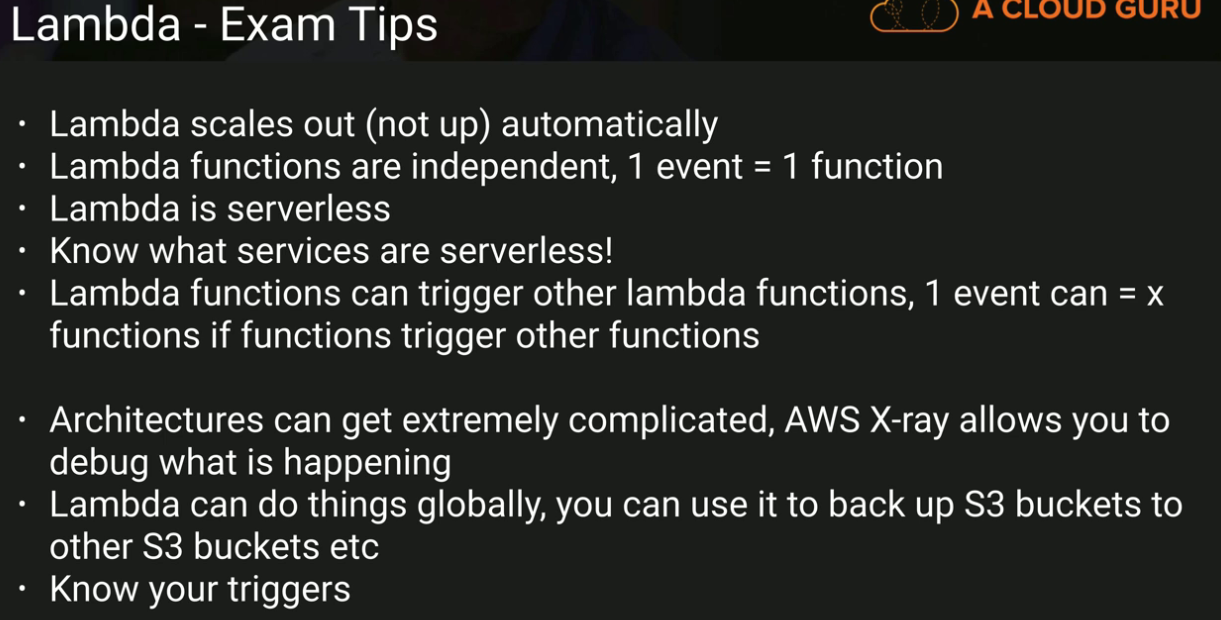 Lambda - Exam Tips
A CLOUD GURU
· Lambda scales out (not up) automatically
· Lambda functions are independent, 1 event = 1 function
· Lambda is serverless
· Know what services are serverless!
· Lambda functions can trigger other lambda functions, 1 event can = x
functions if functions trigger other functions
· Architectures can get extremely complicated, AWS X-ray allows you to
debug what is happening
· Lambda can do things globally, you can use it to back up S3 buckets to
other S3 buckets etc
· Know your triggers